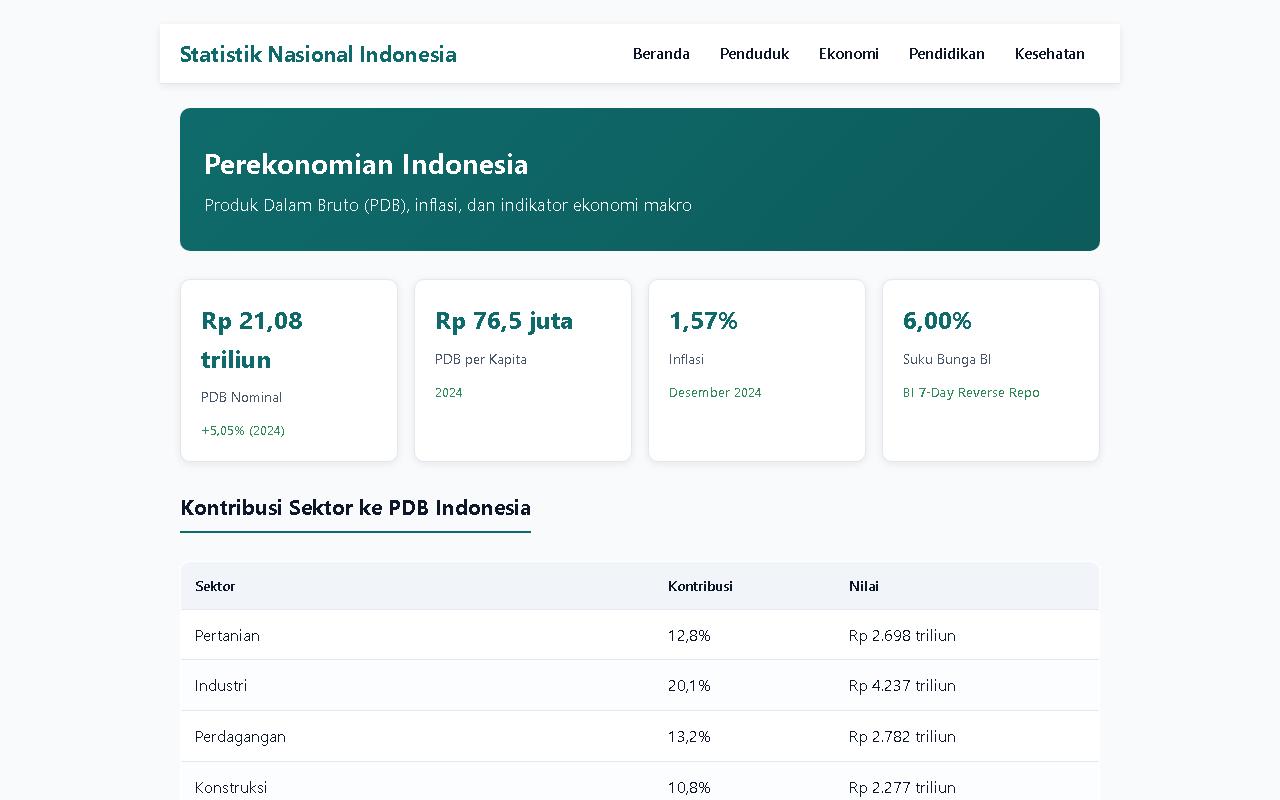 Statistik Nasional Indonesia
Beranda Penduduk Ekonomi Pendidikan Kesehatan
Perekonomian Indonesia
Produk Dalam Bruto (PDB), inflasi, dan indikator ekonomi makro
Rp 21,08
triliun
PDB Nominal
+5,05% (2024)
Rp 76,5 juta
PDB per Kapita
2024
1,57%
Inflasi
Desember 2024
6,00%
Suku Bunga BI
BI 7-Day Reverse Repo
Kontribusi Sektor ke PDB Indonesia
Sektor Kontribusi Nilai
Pertanian 12,8% Rp 2.698 triliun
Industri 20,1% Rp 4.237 triliun
Perdagangan 13,2% Rp 2.782 triliun
Konstruksi 10,8% Rp 2.277 triliun